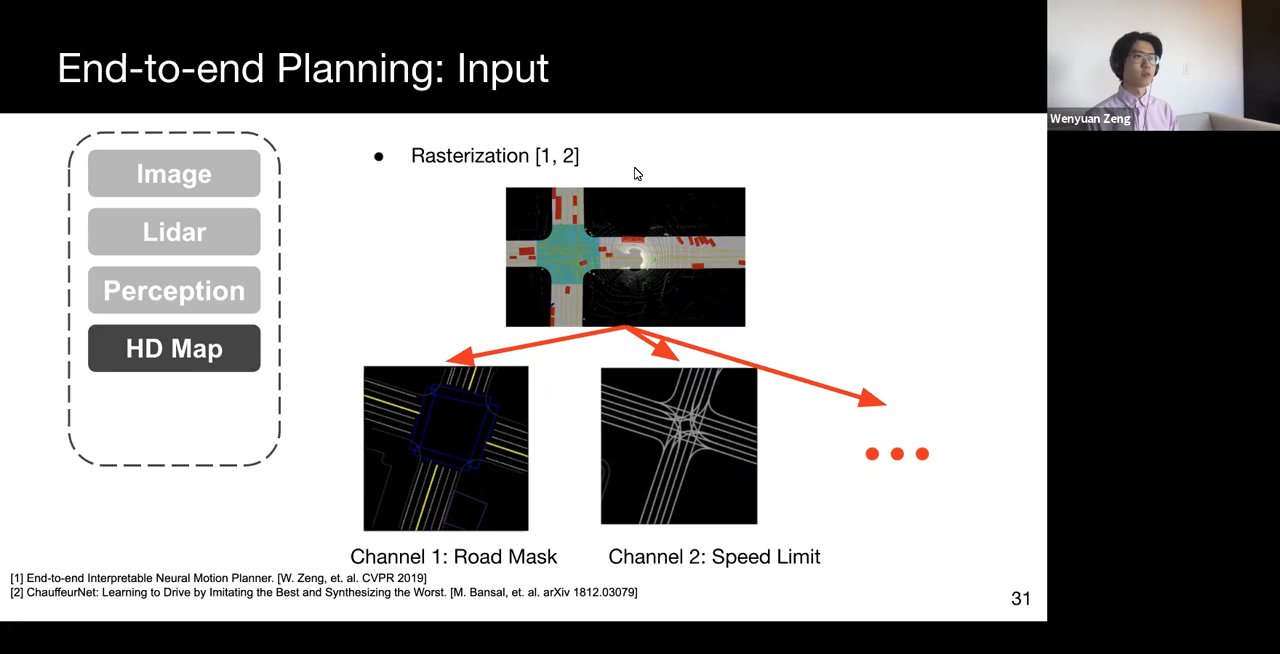 End-to-end Planning: Input
Wenyuan Zeng
Image
Lidar
Perception
HD Map
● Rasterization [1, 2]
Channel 1: Road Mask
Channel 2: Speed Limit
[1] End-to-end Interpretable Neural Motion Planner. [W. Zeng, et. al. CVPR 2019]
[2] ChauffeurNet: Learning to Drive by Imitating the Best and Synthesizing the Worst. [M. Bansal, et. al. arXiv 1812.03079]
31